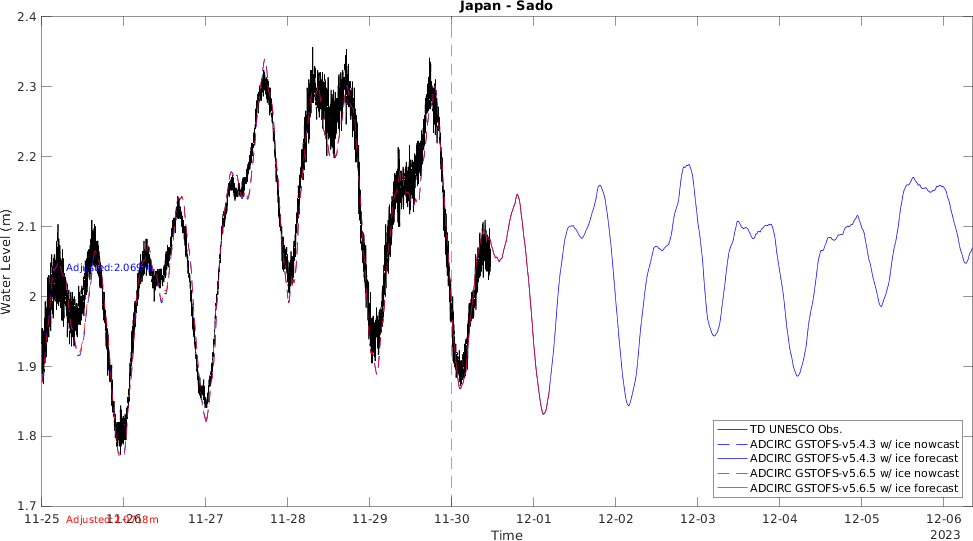 Japan - Sado
Water Level (m)
2.4
2.3
2.2
2.1
2
1.9
1.8
1.7
Adjusted:2.069m
11-25
11-26
11-27
11-28
11-29
11-30
12-01
12-02
12-03
12-04
12-05
12-06
2023
Time
TD UNESCO Obs.
ADCIRC GSTOFS-v5.4.3 w/ ice nowcast
ADCIRC GSTOFS-v5.4.3 w/ ice forecast
ADCIRC GSTOFS-v5.6.5 w/ ice nowcast
ADCIRC GSTOFS-v5.6.5 w/ ice forecast